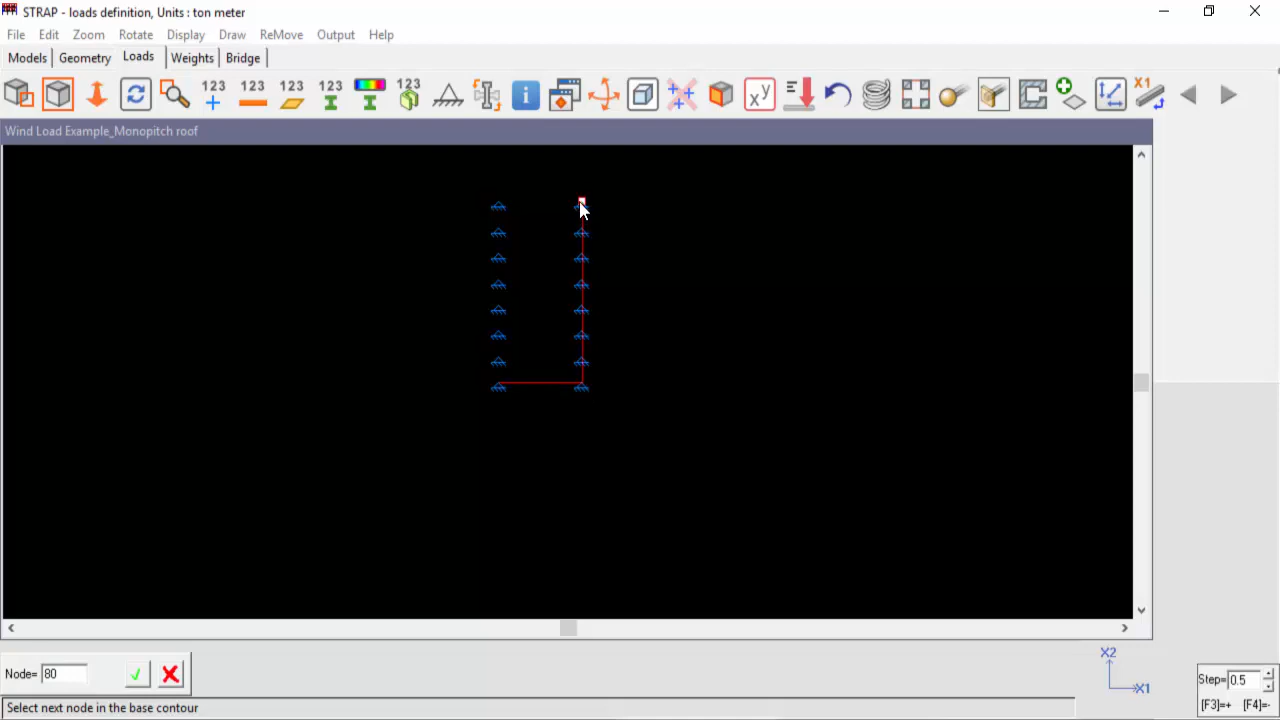 STRAP - loads definition, Units : ton meter
File Edit Zoom Rotate Display Draw ReMove Output Help
Models Geometry Loads Weights Bridge
123 123 123 123 123 i xy X1
Wind Load Example_Monopitch roof
X2
X1
Node= 80
Step= 0.5
[F3]=+ [F4]=-
Select next node in the base contour